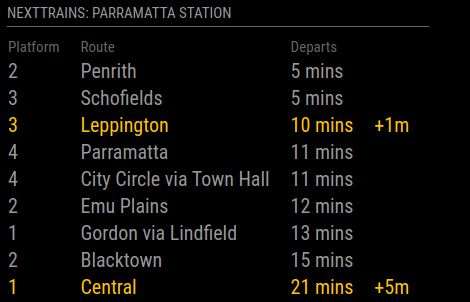 NEXTTRAINS: PARRAMATTA STATION
Platform Route Departs
2 Penrith 5 mins
3 Schofields 5 mins
3 Leppington 10 mins +1m
4 Parramatta 11 mins
4 City Circle via Town Hall 11 mins
2 Emu Plains 12 mins
1 Gordon via Lindfield 13 mins
2 Blacktown 15 mins
1 Central 21 mins +5m